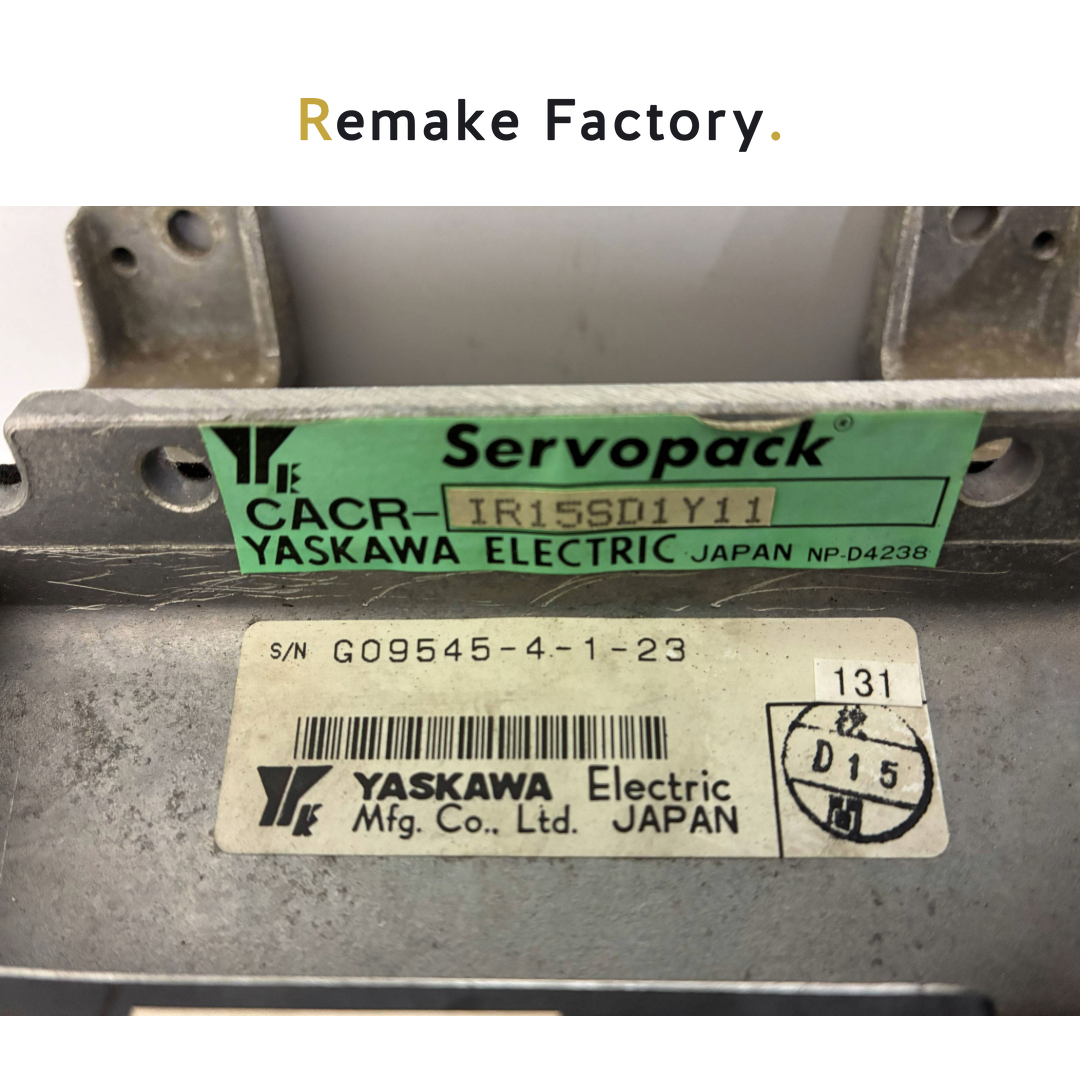 Remake Factory.
Servopack®
CACR-IR15SD1Y11
YASKAWA ELECTRIC JAPAN NP-D4238
S/N G09545-4-1-23
131
D15
YASKAWA Electric
Mfg. Co., Ltd. JAPAN